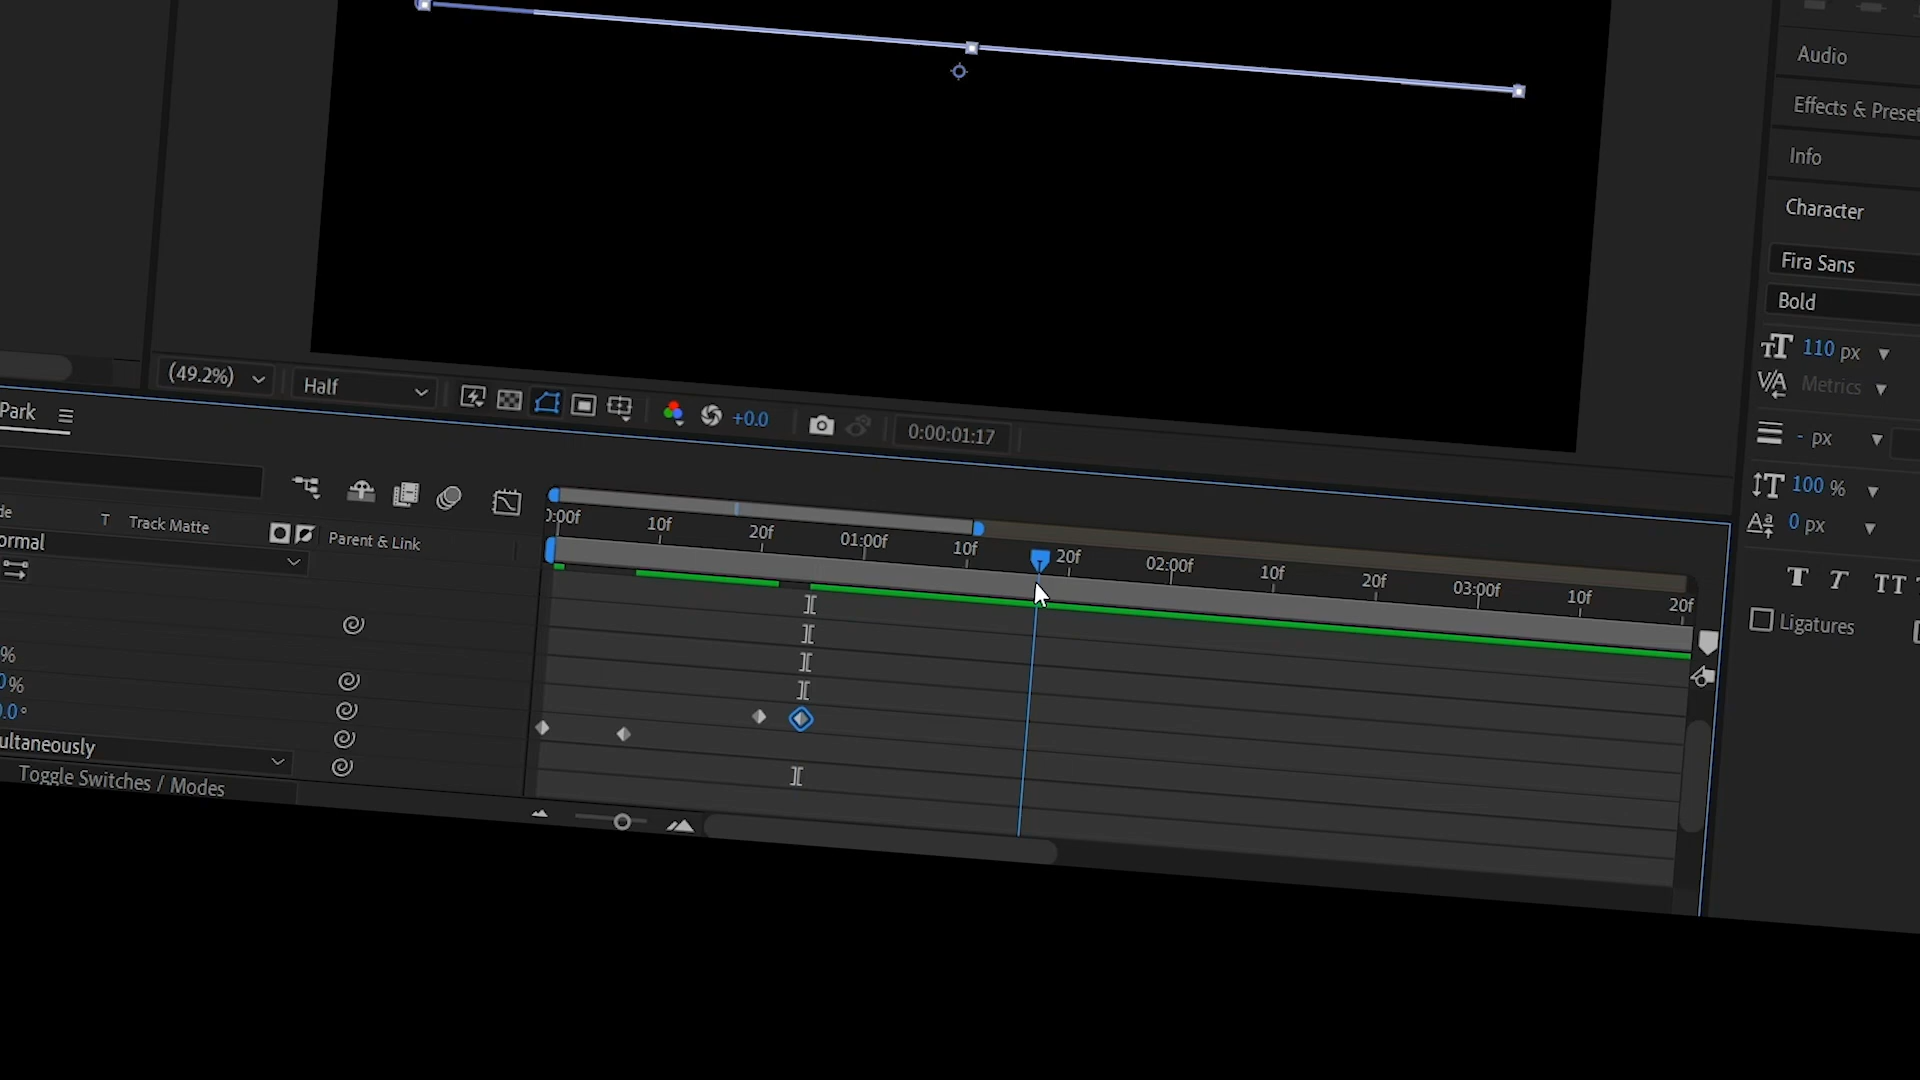 Audio
Effects & Preset
Info
Character
Fira Sans
Bold
110 px
Metrics
- px
100 %
0 px
T T TT
Ligatures
(49.2%)
Half
+0.0
0:00:01:17
Park
T Track Matte
Parent & Link
ormal
0:00f 10f 20f 01:00f 10f 20f 02:00f 10f 20f 03:00f 10f 20f
%
0%
0.0°
ultaneously
Toggle Switches / Modes